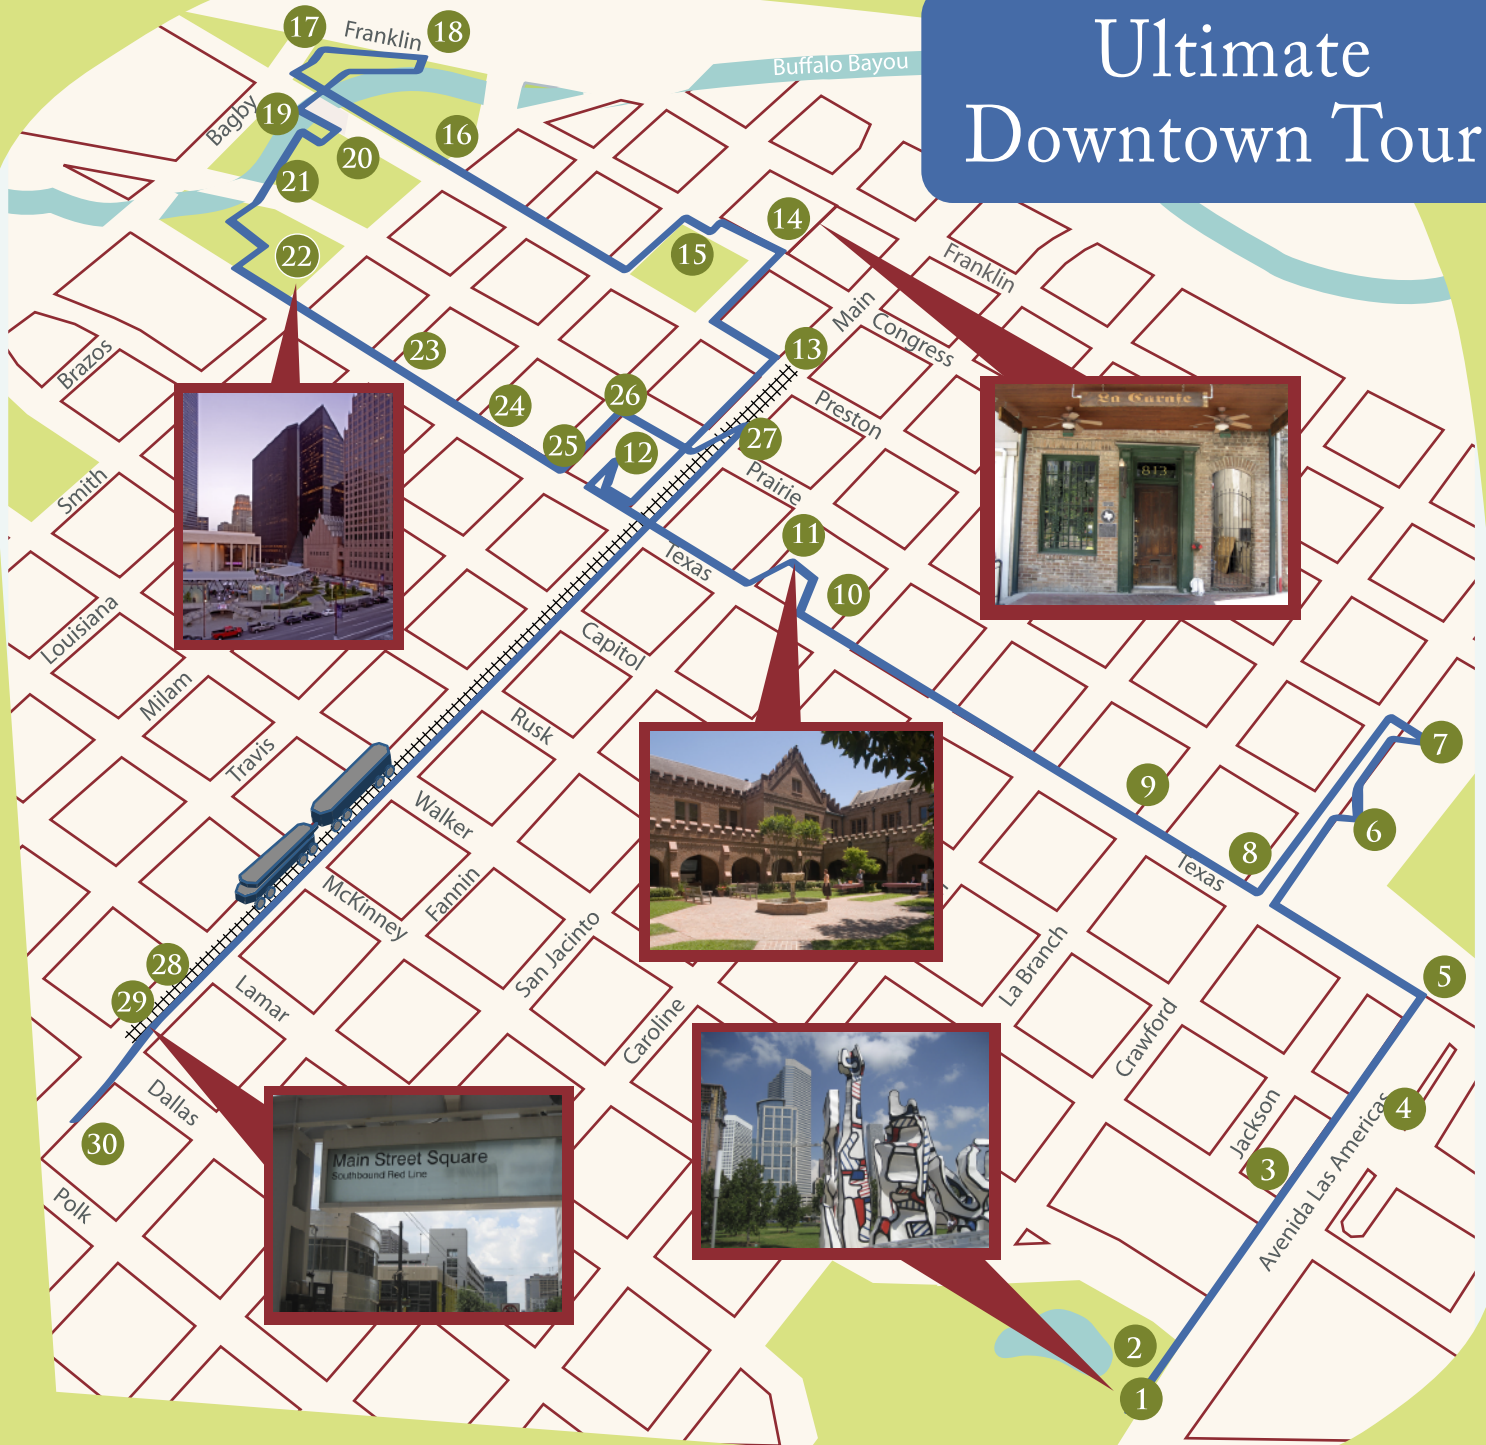 Ultimate
Downtown Tour
17
Franklin
18
Buffalo Bayou
Bagby
19
16
20
21
14
15
22
Franklin
Main
Congress
13
23
Brazos
26
24
Preston
25
12
27
Prairie
Smith
11
Texas
10
La Carafe
813
Louisiana
Capitol
Milam
Rusk
Travis
7
9
6
Walker
8
Texas
McKinney
Fannin
San Jacinto
La Branch
28
5
29
Lamar
Caroline
Crawford
Dallas
Jackson
4
30
3
Avenida Las Americas
Polk
Main Street Square
Southbound Red Line
2
1